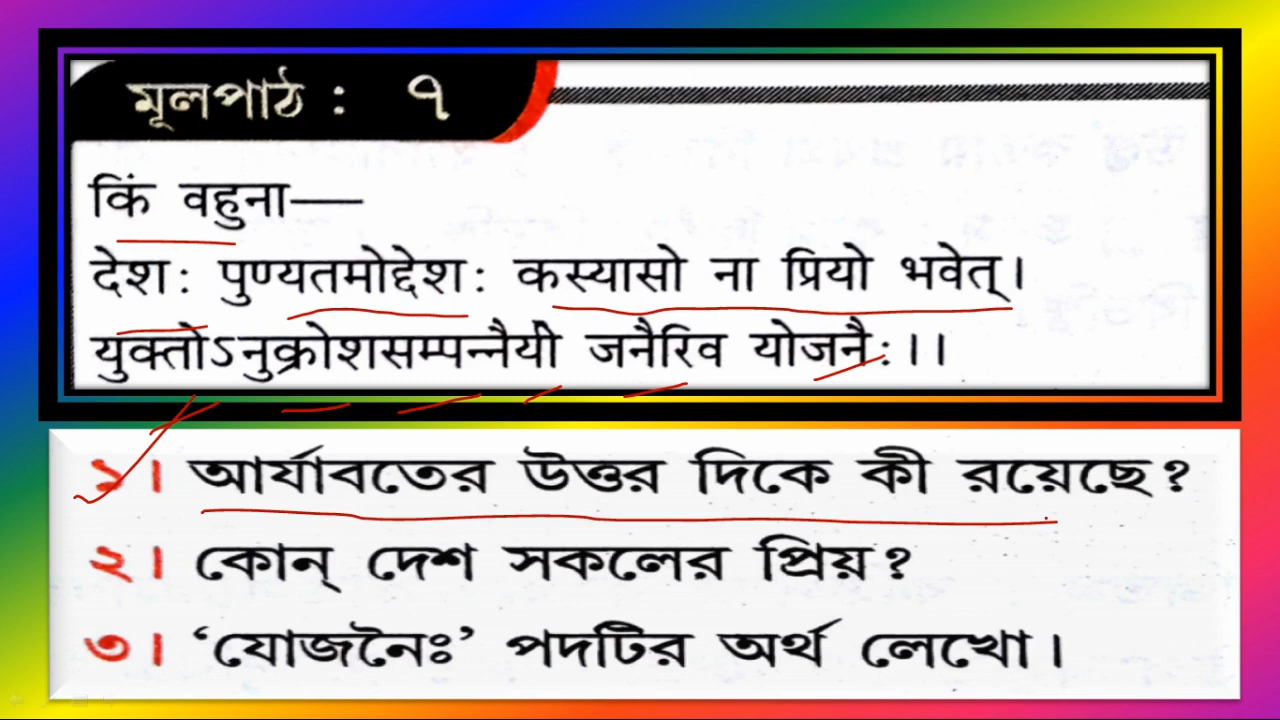 মূলপাঠ : ৭
किं वहुना—
देशः पुण्यतमोद्देशः कस्यासो ना प्रियो भवेत्।
युक्तोऽनुक्रोशसम्पन्नैर्यी जनैरिव योजनैः।।
১। আর্যাবতের উত্তর দিকে কী রয়েছে?
২। কোন্ দেশ সকলের প্রিয়?
৩। ‘যোজনৈঃ’ পদটির অর্থ লেখো।